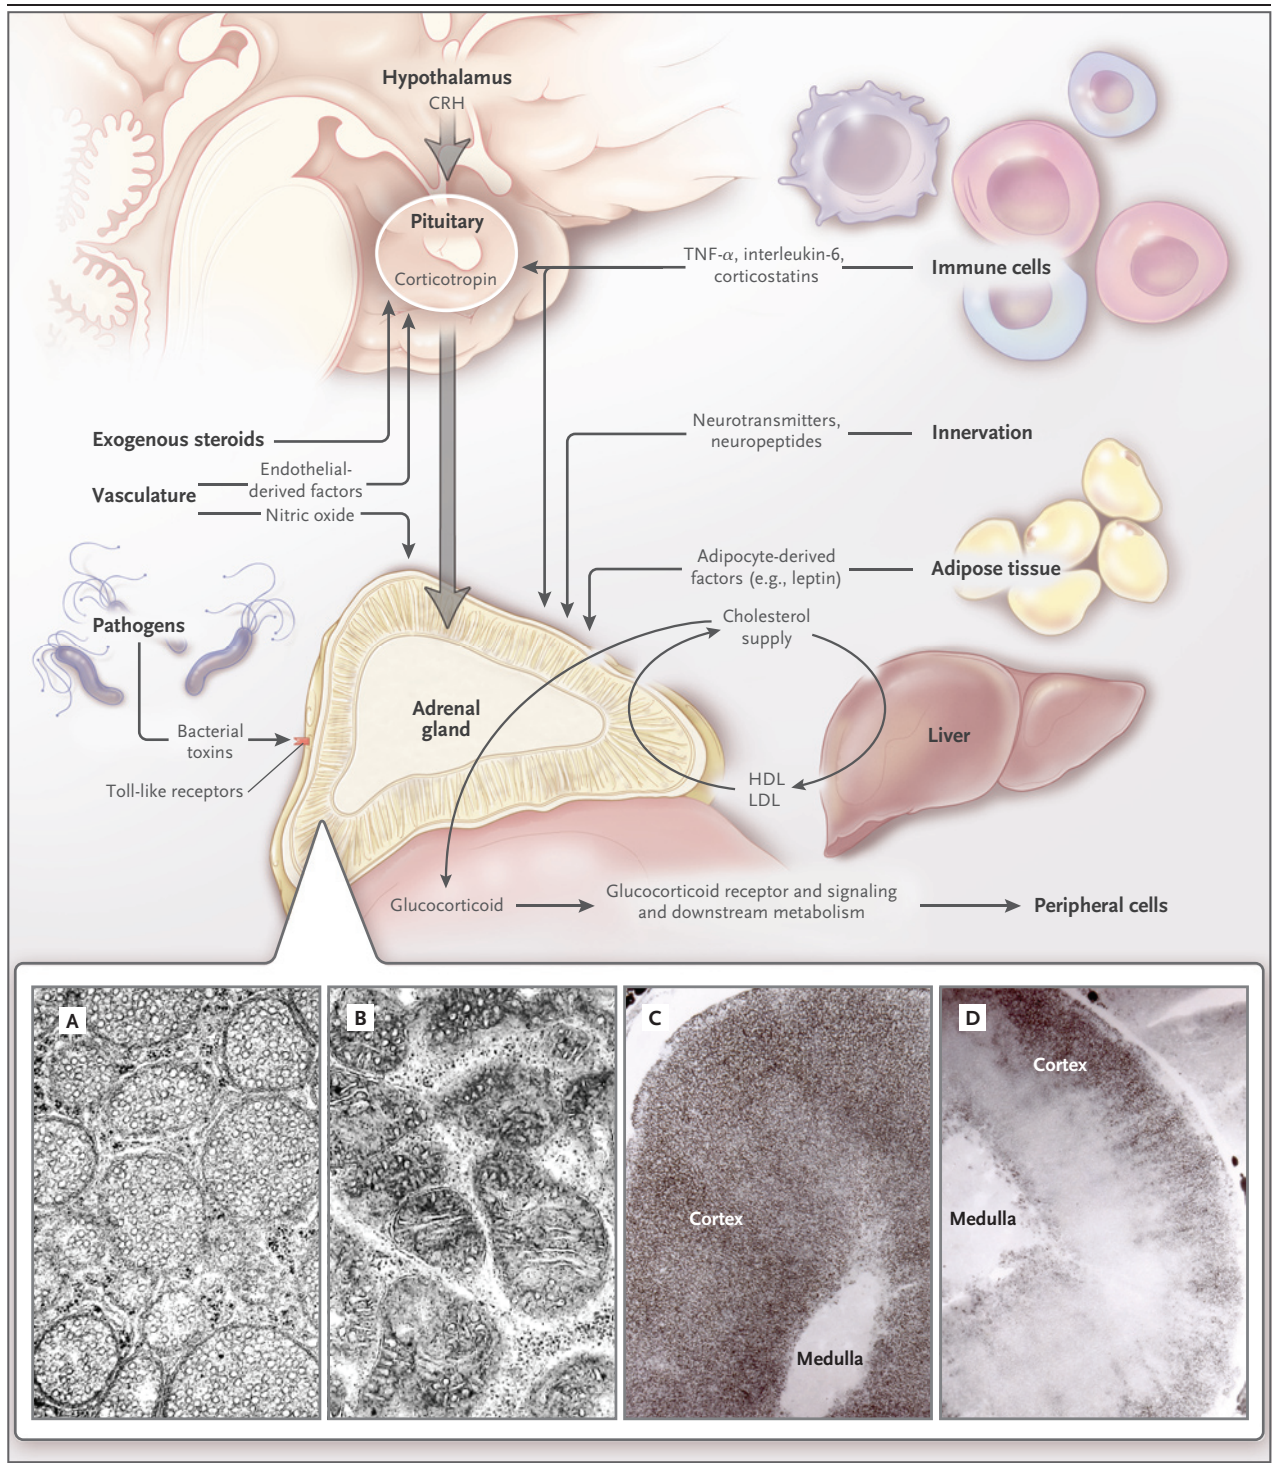 Hypothalamus
CRH
Pituitary
Corticotropin
TNF-α, interleukin-6,
corticostatins
Immune cells
Exogenous steroids
Neurotransmitters,
neuropeptides
Innervation
Vasculature
Endothelial-
derived factors
Nitric oxide
Adipocyte-derived
factors (e.g., leptin)
Adipose tissue
Pathogens
Cholesterol
supply
Adrenal
gland
Liver
Bacterial
toxins
Toll-like receptors
HDL
LDL
Glucocorticoid
Glucocorticoid receptor and signaling
and downstream metabolism
Peripheral cells
A
B
C
Cortex
Medulla
D
Cortex
Medulla